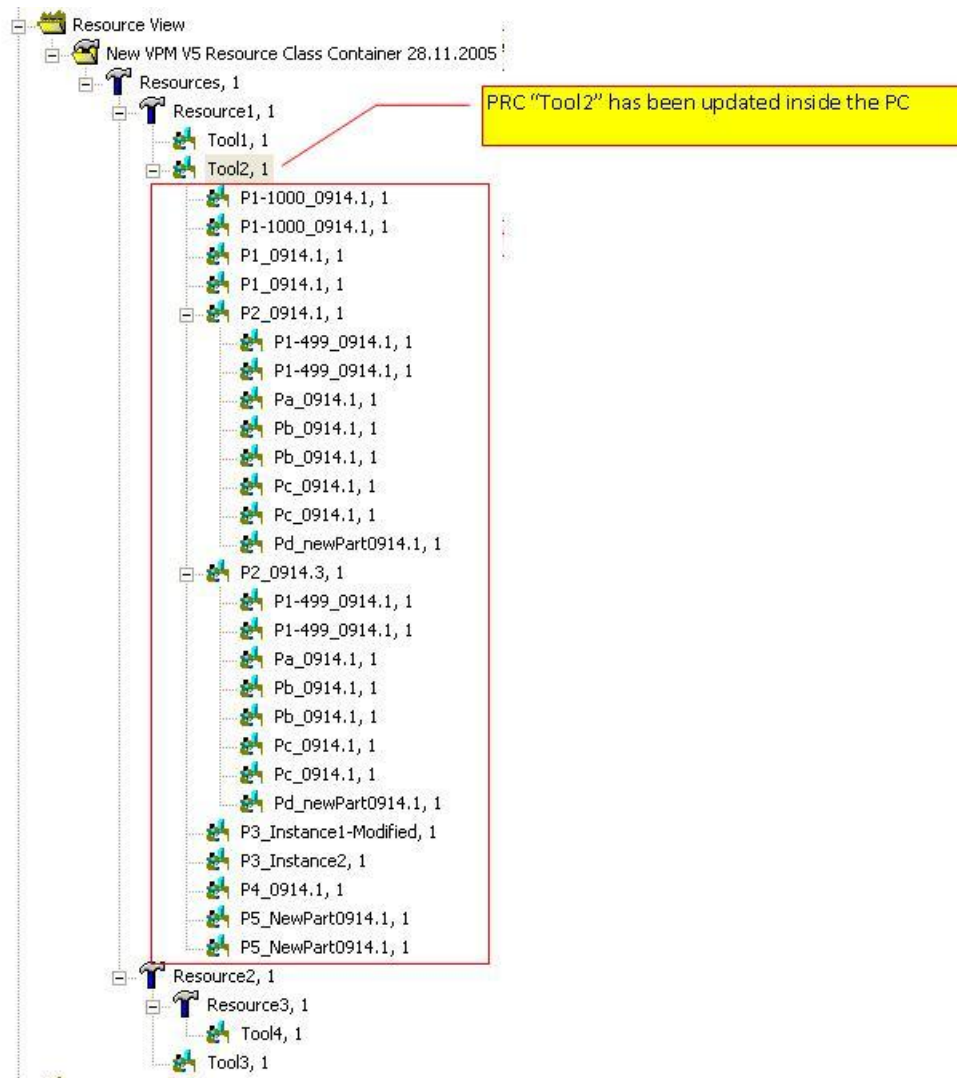 Resource View
New VPM V5 Resource Class Container 28.11.2005
Resources, 1
Resource1, 1
PRC "Tool2" has been updated inside the PC
Tool1, 1
Tool2, 1
P1-1000_0914.1, 1
P1-1000_0914.1, 1
P1_0914.1, 1
P1_0914.1, 1
P2_0914.1, 1
P1-499_0914.1, 1
P1-499_0914.1, 1
Pa_0914.1, 1
Pb_0914.1, 1
Pb_0914.1, 1
Pc_0914.1, 1
Pc_0914.1, 1
Pd_newPart0914.1, 1
P2_0914.3, 1
P1-499_0914.1, 1
P1-499_0914.1, 1
Pa_0914.1, 1
Pb_0914.1, 1
Pb_0914.1, 1
Pc_0914.1, 1
Pc_0914.1, 1
Pd_newPart0914.1, 1
P3_Instance1-Modified, 1
P3_Instance2, 1
P4_0914.1, 1
P5_NewPart0914.1, 1
P5_NewPart0914.1, 1
Resource2, 1
Resource3, 1
Tool4, 1
Tool3, 1